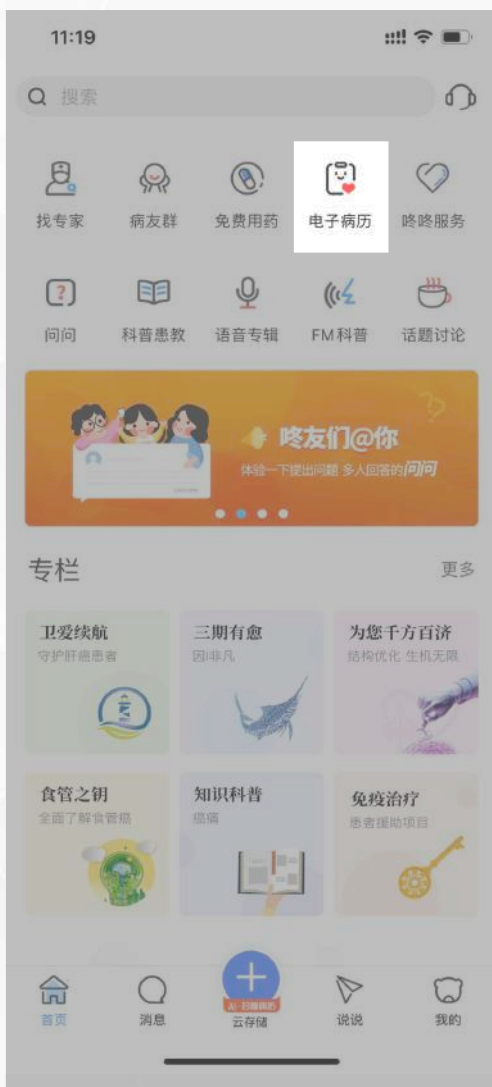 11:19
搜索
找专家
病友群
免费用药
电子病历
咚咚服务
?
问问
科普患教
语音专辑
FM科普
话题讨论
咚友们@你
体验一下提出问题 多人回答的问问
专栏
更多
卫爱续航
守护肝癌患者
三期有愈
因I非凡
为您千方百济
结构优化 生机无限
食管之钥
全面了解食管癌
知识科普
癌痛
免疫治疗
患者援助项目
首页
消息
云存储
说说
我的